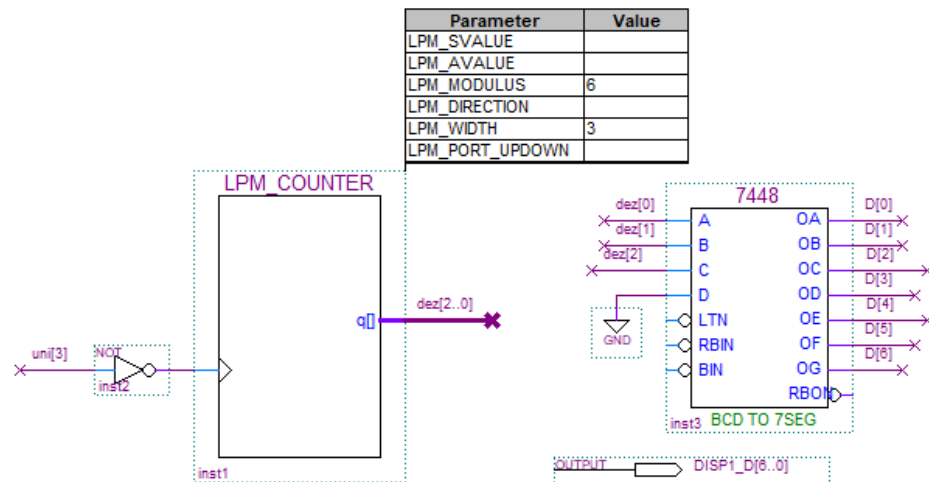 Parameter Value
LPM_SVALUE
LPM_AVALUE
LPM_MODULUS 6
LPM_DIRECTION
LPM_WIDTH 3
LPM_PORT_UPDOWN
LPM_COUNTER
q[]
dez[2..0]
uni[3]
NOT
inst2
inst1
7448
dez[0] A OA D[0]
dez[1] B OB D[1]
dez[2] C OC D[2]
D OD D[3]
LTN OE D[4]
RBIN OF D[5]
BIN OG D[6]
RBON
GND
inst3 BCD TO 7SEG
OUTPUT DISP1_D[6..0]